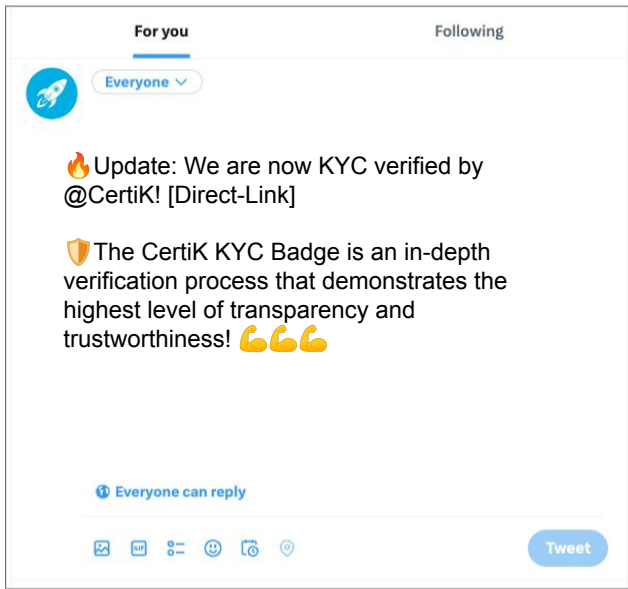 For you
Following
Everyone
🔥Update: We are now KYC verified by
@CertiK! [Direct-Link]
🛡️The CertiK KYC Badge is an in-depth
verification process that demonstrates the
highest level of transparency and
trustworthiness! 💪💪💪
Everyone can reply
GIF
Tweet